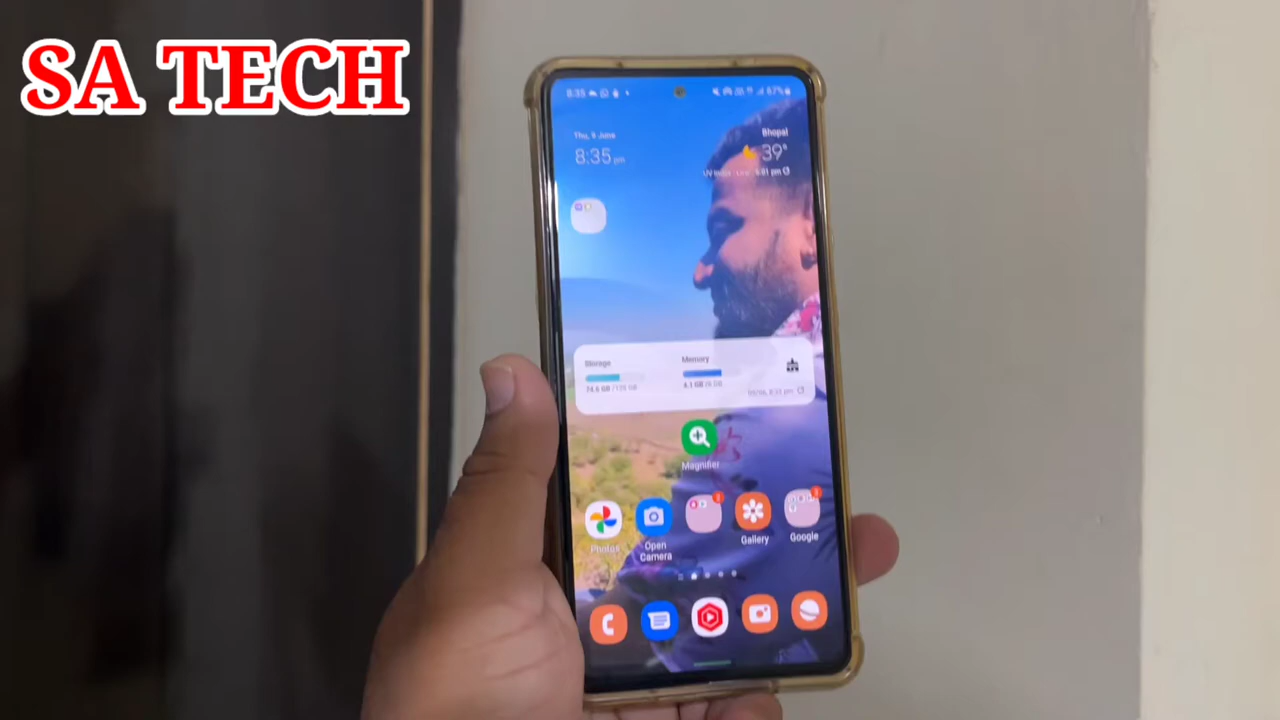 SA TECH
8:35
67%
Thu, 9 June
8:35 pm
Bhopal
39°
Storage
Memory
Magnifier
Photos
Open
Camera
Gallery
Google